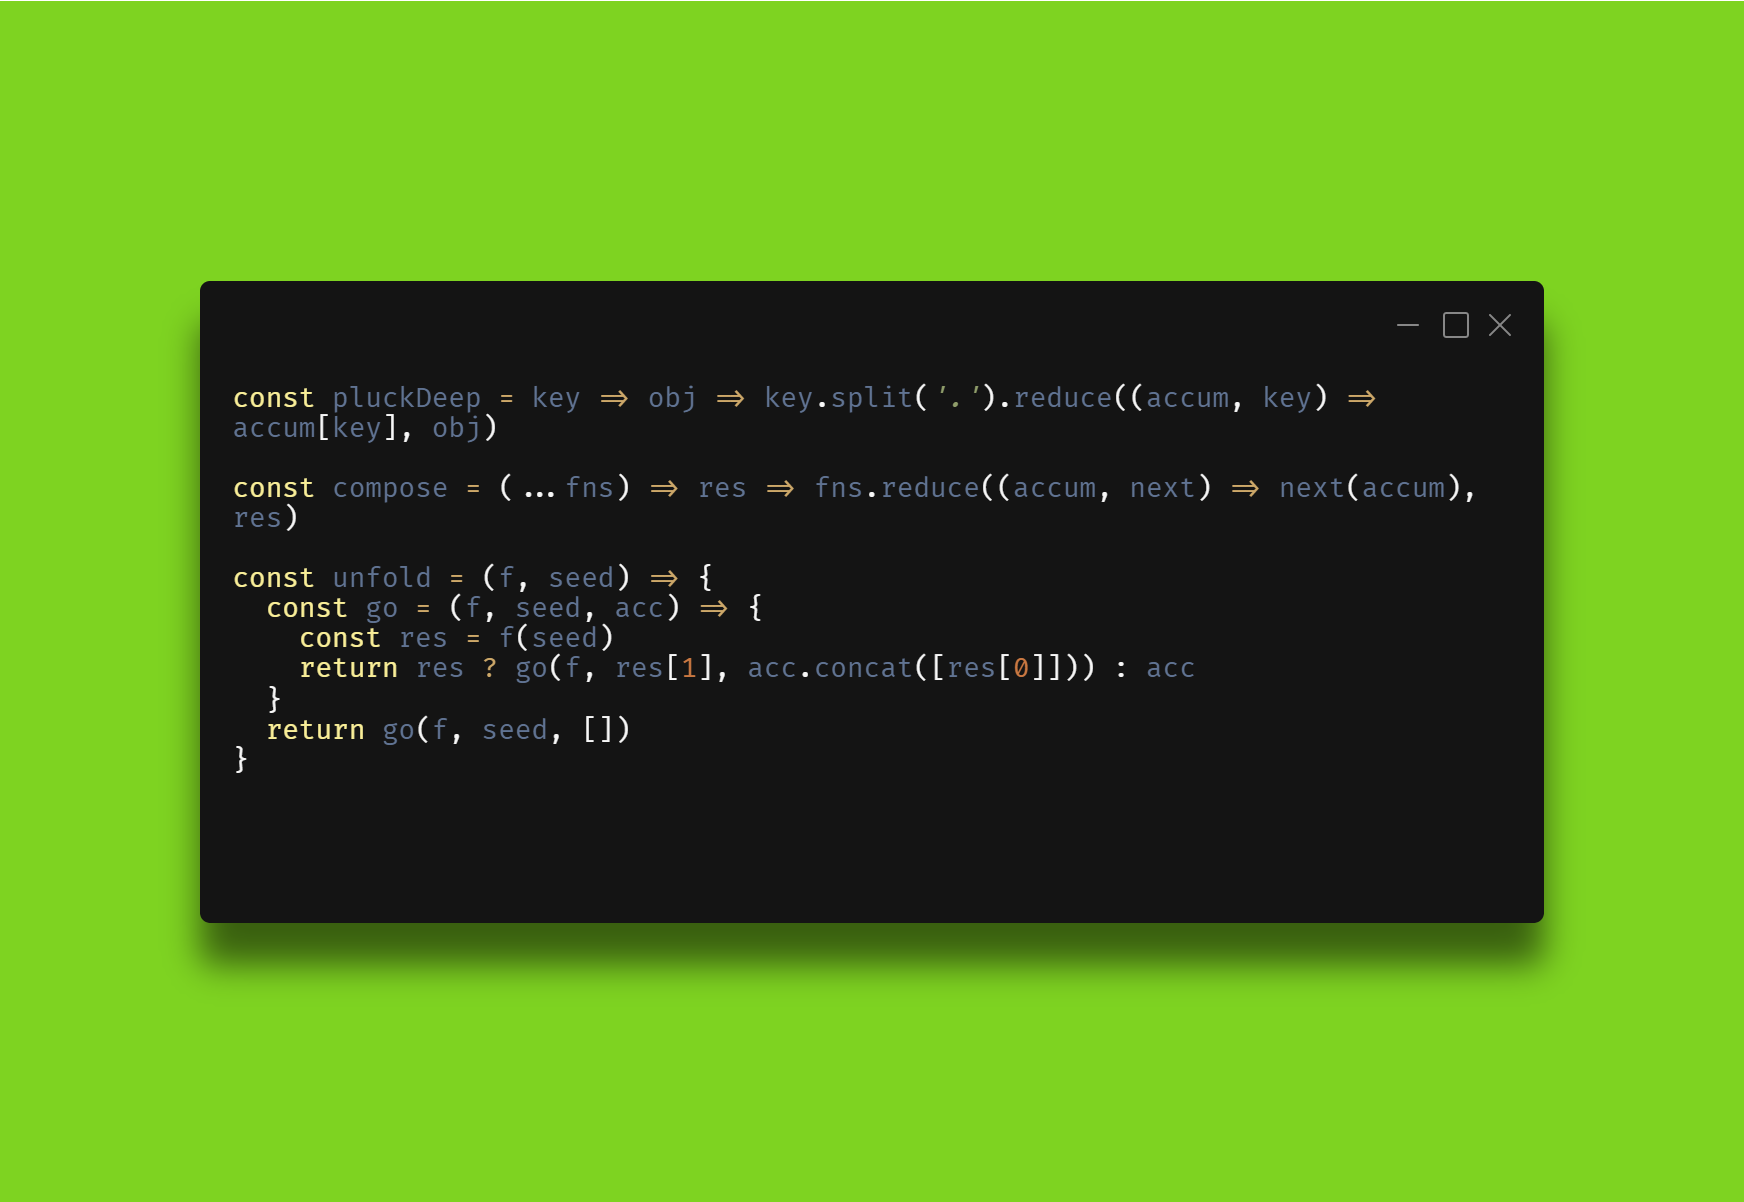 const pluckDeep = key => obj => key.split('.').reduce((accum, key) =>
accum[key], obj)
const compose = (...fns) => res => fns.reduce((accum, next) => next(accum),
res)
const unfold = (f, seed) => {
  const go = (f, seed, acc) => {
    const res = f(seed)
    return res ? go(f, res[1], acc.concat([res[0]])) : acc
  }
  return go(f, seed, [])
}